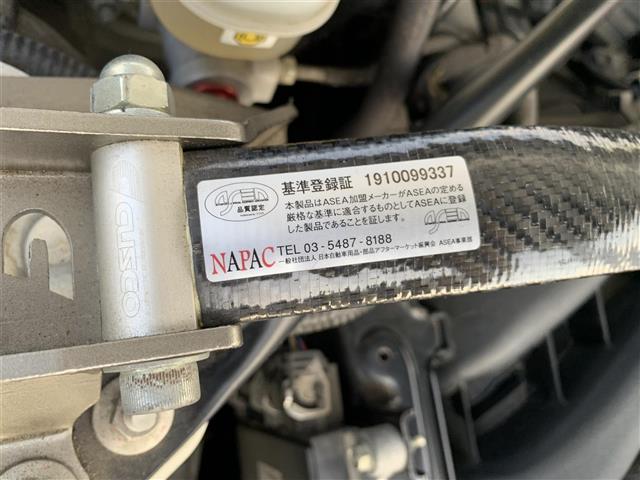 CUSCO
ASEA
品質認定
基準登録証 1910099337
本製品はASEA加盟メーカーがASEAの定める
厳格な基準に適合するものとしてASEAに登録
した製品であることを証します。
ASEA
NAPAC
TEL 03-5487-8188
一般社団法人 日本自動車用品・部品アフターマーケット振興会 ASEA事業部